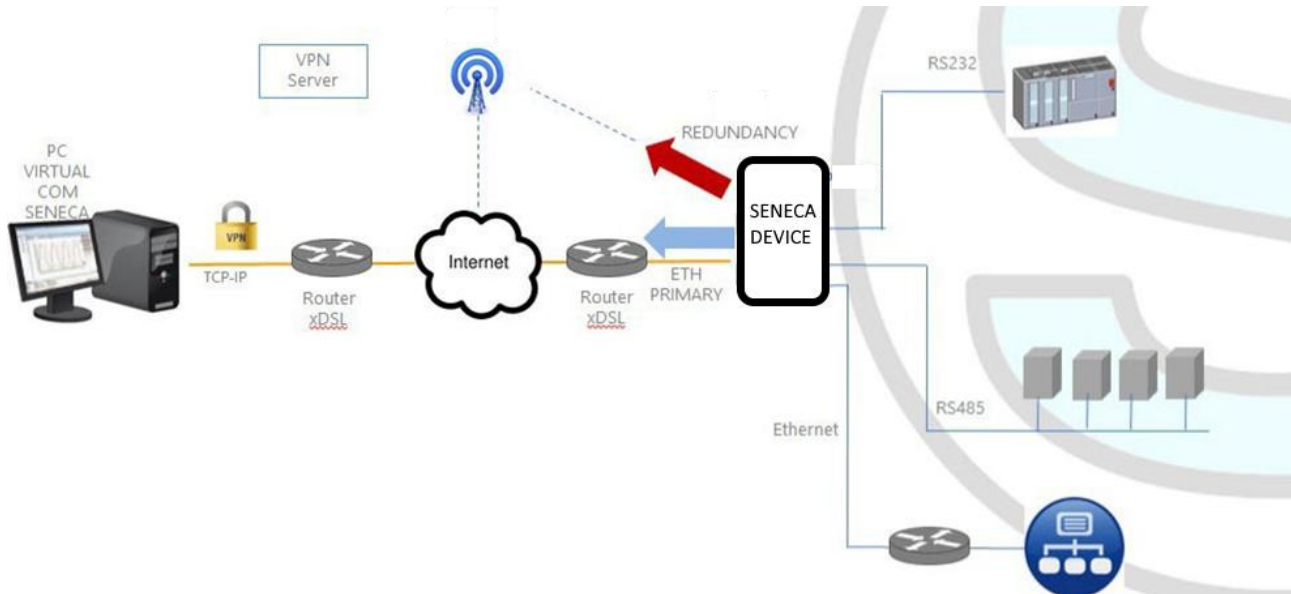 VPN
Server
RS232
REDUNDANCY
PC
VIRTUAL
COM
SENECA
VPN
SENECA
DEVICE
Internet
TCP-IP
ETH
PRIMARY
Router
xDSL
Router
xDSL
RS485
Ethernet